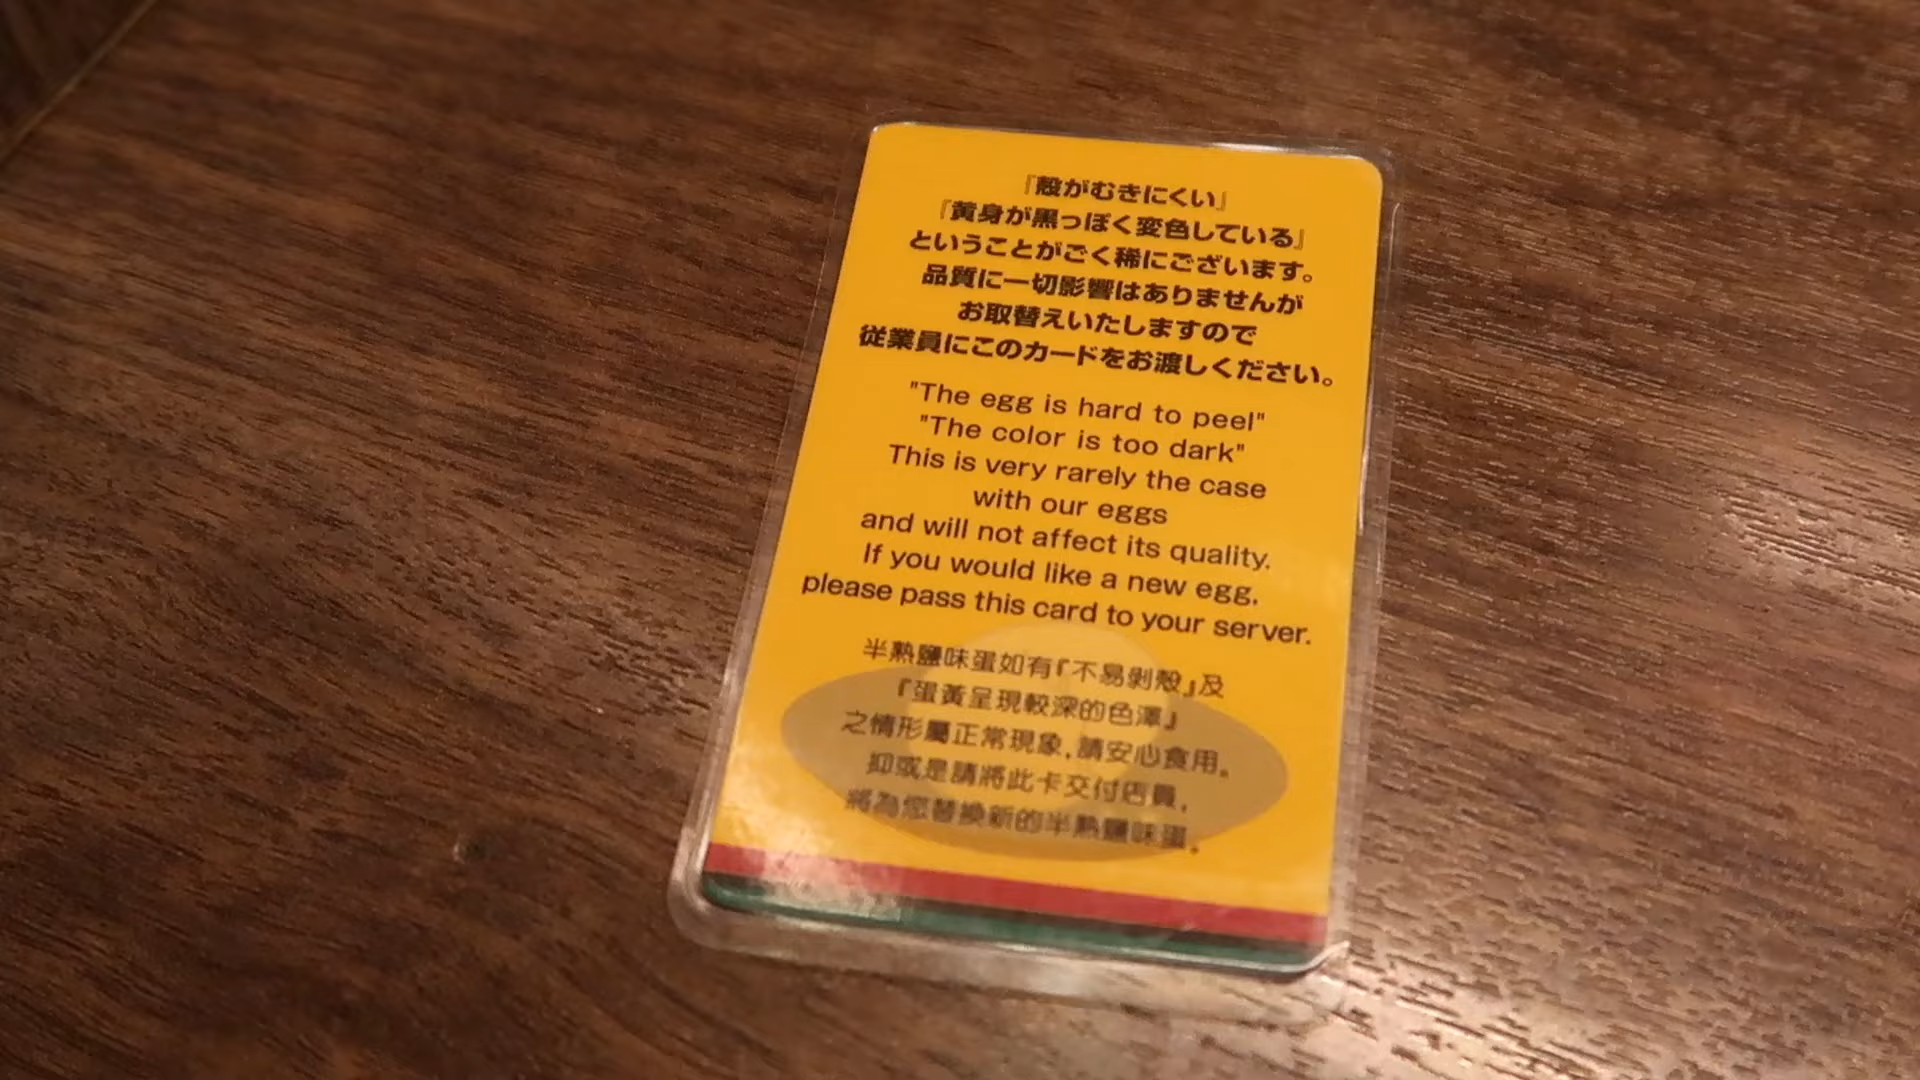 『殻がむきにくい』
『黄身が黒っぽく変色している』
ということがごく稀にございます。
品質に一切影響はありませんが
お取替えいたしますので
従業員にこのカードをお渡しください。
"The egg is hard to peel"
"The color is too dark"
This is very rarely the case
with our eggs
and will not affect its quality.
If you would like a new egg,
please pass this card to your server.
半熟鹽味蛋如有『不易剝殼』及
『蛋黃呈現較深的色澤』
之情形屬正常現象,請安心食用。
抑或是請將此卡交付店員,
將為您替換新的半熟鹽味蛋。